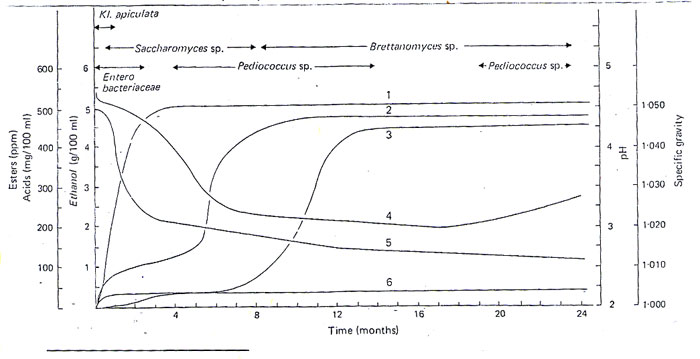 Kl. apiculata
Saccharomyces sp.
Brettanomyces sp.
Pediococcus sp.
Pediococcus sp.
Entero
bacteriaceae
Esters (ppm)
Acids (mg/100 ml)
600
500
400
300
200
100
Ethanol (g/100 ml)
6
5
4
3
2
1
0
1
2
3
4
5
6
pH
5
4
3
2
Specific gravity
1·050
1·040
1·030
1·020
1·010
1·000
4
8
12
16
20
24
Time (months)